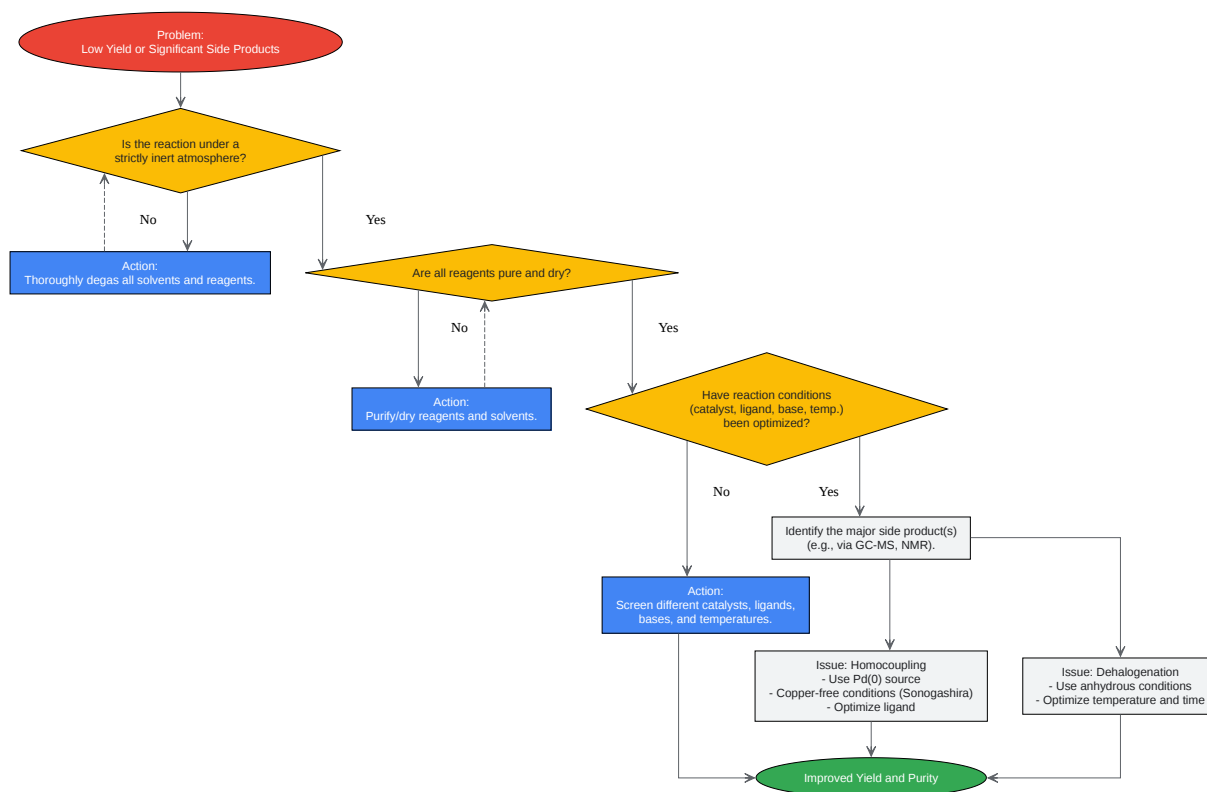 Problem:
Low Yield or Significant Side Products
Is the reaction under a
strictly inert atmosphere?
No
Yes
Action:
Thoroughly degas all solvents and reagents.
Are all reagents pure and dry?
No
Yes
Action:
Purify/dry reagents and solvents.
Have reaction conditions
(catalyst, ligand, base, temp.)
been optimized?
No
Yes
Identify the major side product(s)
(e.g., via GC-MS, NMR).
Action:
Screen different catalysts, ligands,
bases, and temperatures.
Issue: Homocoupling
- Use Pd(0) source
- Copper-free conditions (Sonogashira)
- Optimize ligand
Issue: Dehalogenation
- Use anhydrous conditions
- Optimize temperature and time
Improved Yield and Purity